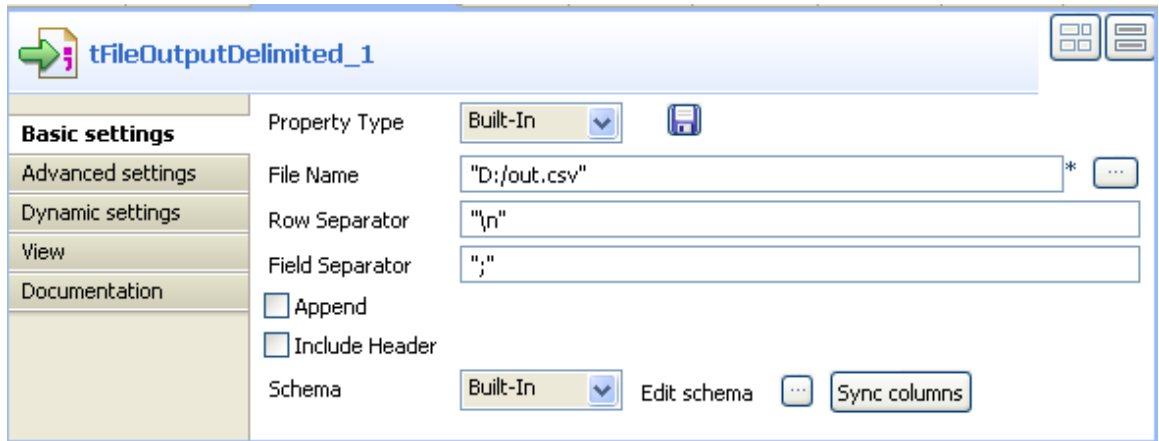 tFileOutputDelimited_1
Basic settings
Advanced settings
Dynamic settings
View
Documentation
Property Type Built-In
File Name "D:/out.csv" * ...
Row Separator "\n"
Field Separator ";"
Append
Include Header
Schema Built-In Edit schema ... Sync columns